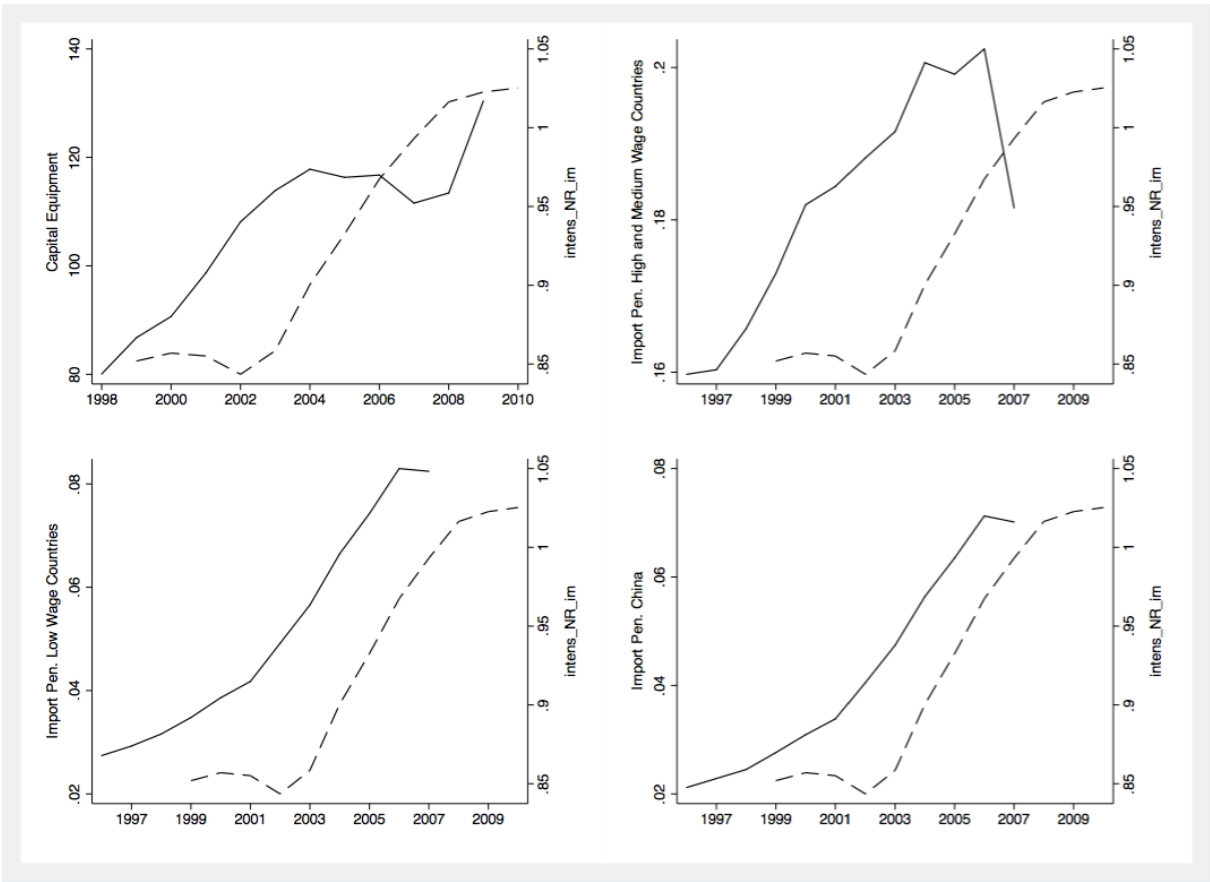 Capital Equipment
140
120
100
80
1.05
1
.95
.9
.85
intens_NR_im
1998 2000 2002 2004 2006 2008 2010
Import Pen. High and Medium Wage Countries
.2
.18
.16
1.05
1
.95
.9
.85
intens_NR_im
1997 1999 2001 2003 2005 2007 2009
Import Pen. Low Wage Countries
.08
.06
.04
.02
1.05
1
.95
.9
.85
intens_NR_im
1997 1999 2001 2003 2005 2007 2009
Import Pen. China
.08
.06
.04
.02
1.05
1
.95
.9
.85
intens_NR_im
1997 1999 2001 2003 2005 2007 2009